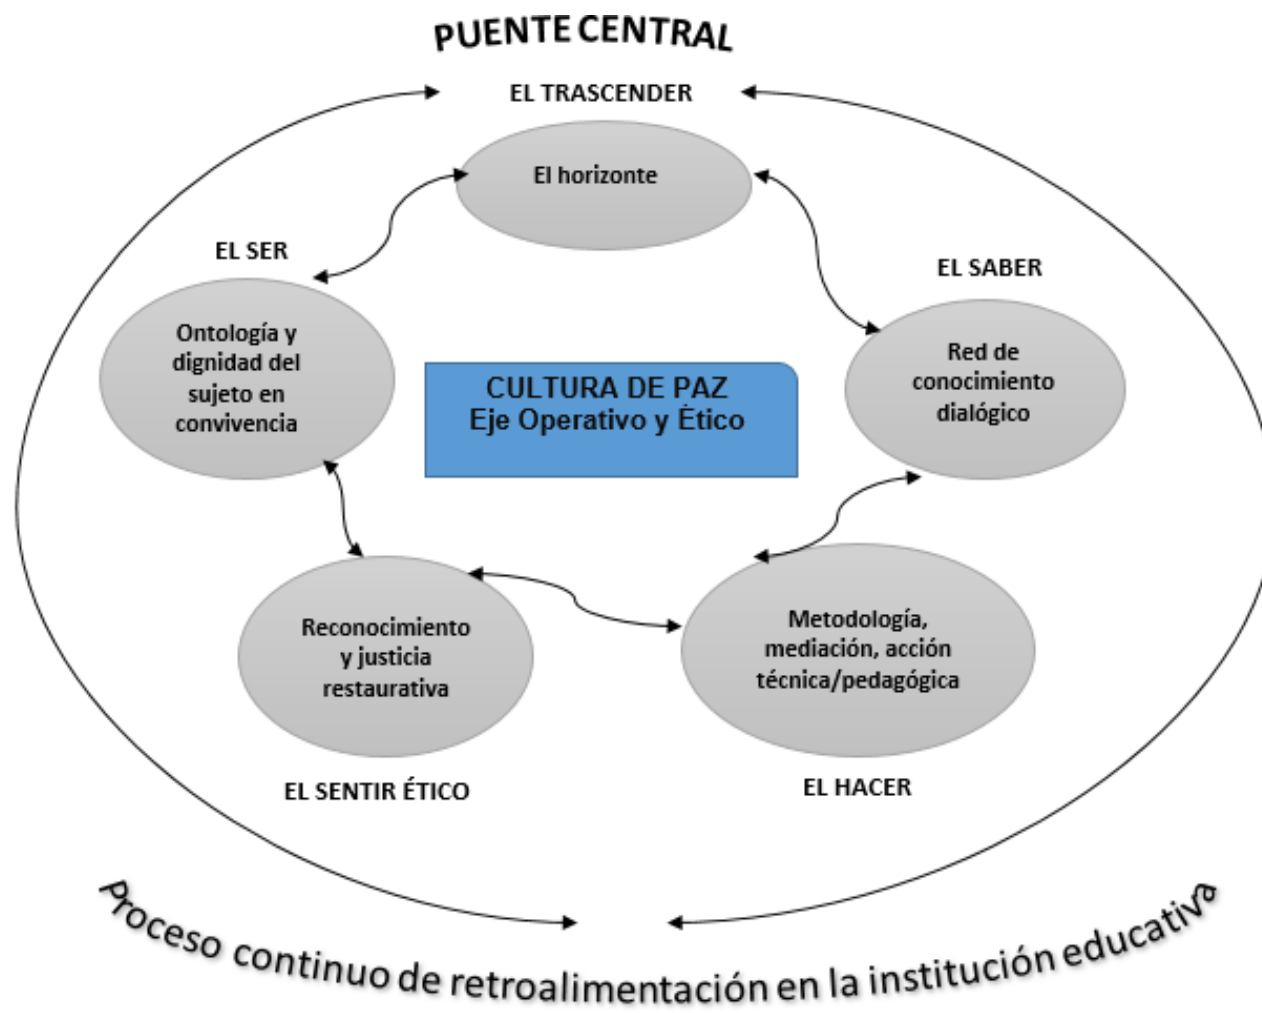 PUENTE CENTRAL
EL TRASCENDER
El horizonte
EL SER
Ontología y
dignidad del
sujeto en
convivencia
EL SABER
Red de
conocimiento
dialógico
CULTURA DE PAZ
Eje Operativo y Ético
Reconocimiento
y justicia
restaurativa
EL SENTIR ÉTICO
Metodología,
mediación, acción
técnica/pedagógica
EL HACER
Proceso continuo de retroalimentación en la institución educativa